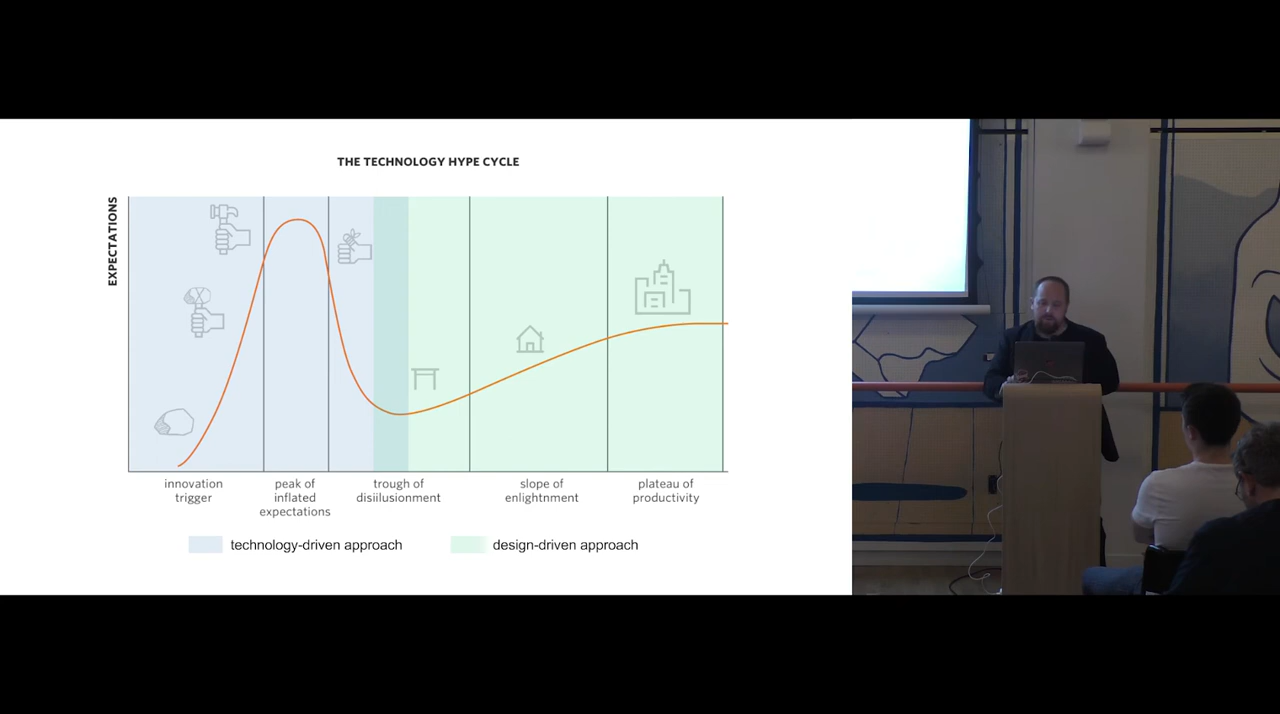 THE TECHNOLOGY HYPE CYCLE
EXPECTATIONS
innovation
trigger
peak of
inflated
expectations
trough of
disiilusionment
slope of
enlightnment
plateau of
productivity
technology-driven approach
design-driven approach